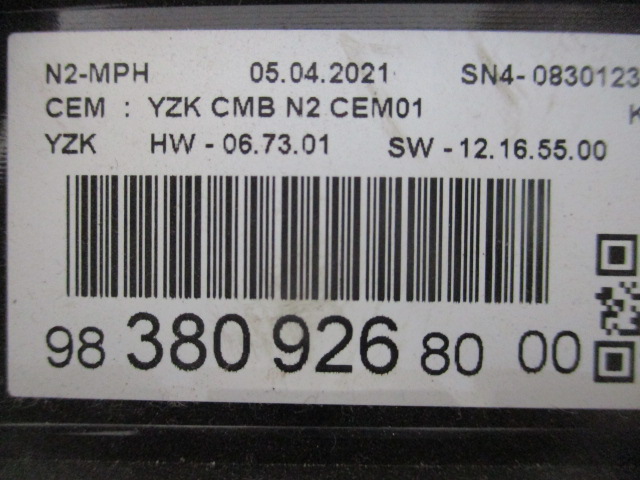 N2-MPH 05.04.2021 SN4-0830123
CEM : YZK CMB N2 CEM01
YZK HW - 06.73.01 SW - 12.16.55.00
98 380 926 80 00